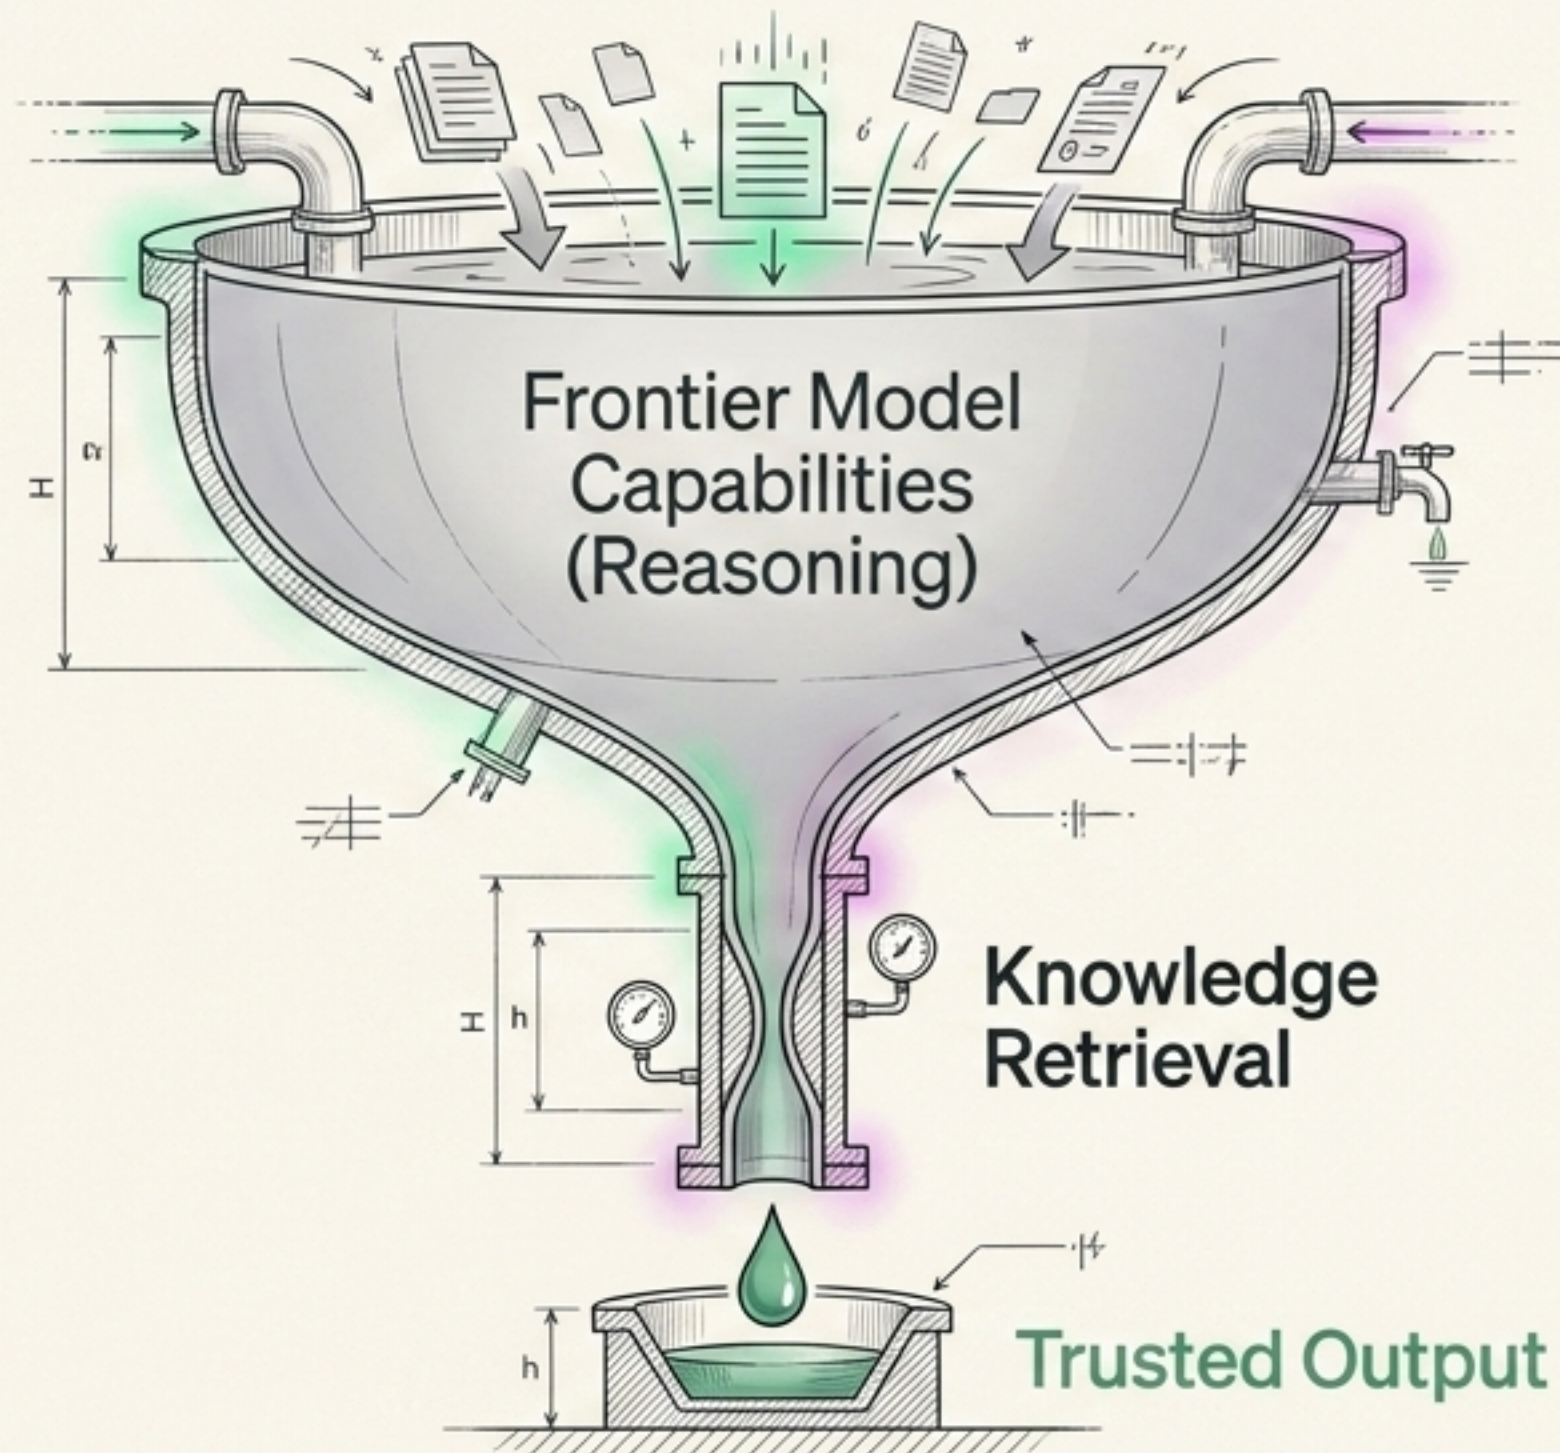 Frontier Model
Capabilities
(Reasoning)
H
H
h
Knowledge
Retrieval
h
Trusted Output